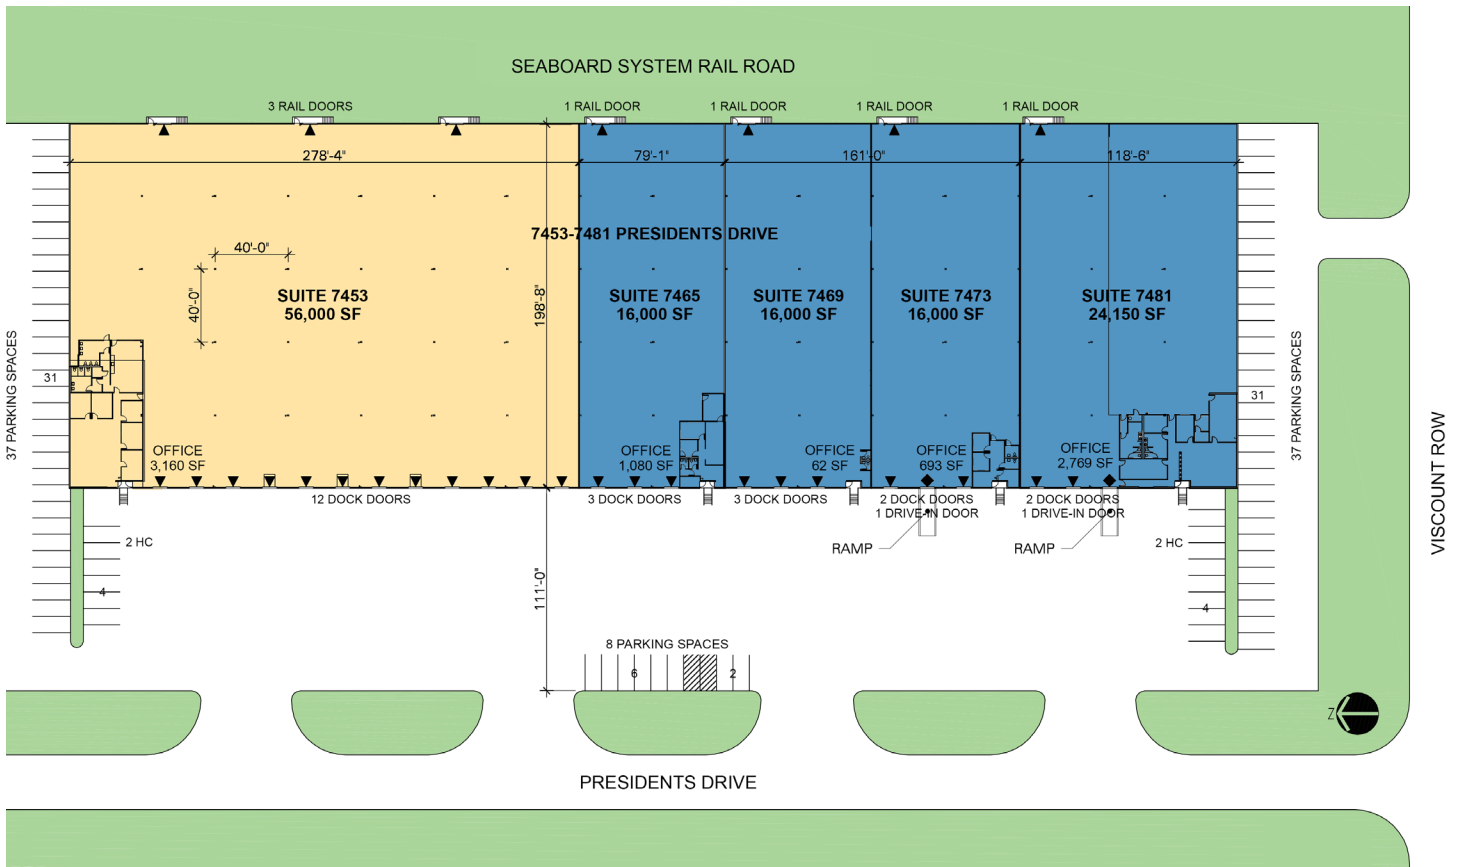 SEABOARD SYSTEM RAIL ROAD
3 RAIL DOORS
1 RAIL DOOR
1 RAIL DOOR
1 RAIL DOOR
1 RAIL DOOR
278'-4"
79'-1"
161'-0"
118'-6"
7453-7481 PRESIDENTS DRIVE
40'-0"
40'-0"
198'-8"
SUITE 7453
56,000 SF
SUITE 7465
16,000 SF
SUITE 7469
16,000 SF
SUITE 7473
16,000 SF
SUITE 7481
24,150 SF
37 PARKING SPACES
31
31
37 PARKING SPACES
VISCOUNT ROW
OFFICE
3,160 SF
OFFICE
1,080 SF
OFFICE
62 SF
OFFICE
693 SF
OFFICE
2,769 SF
12 DOCK DOORS
3 DOCK DOORS
3 DOCK DOORS
2 DOCK DOORS
1 DRIVE-IN DOOR
2 DOCK DOORS
1 DRIVE-IN DOOR
RAMP
RAMP
2 HC
2 HC
4
4
111'-0"
8 PARKING SPACES
6
2
Z
PRESIDENTS DRIVE